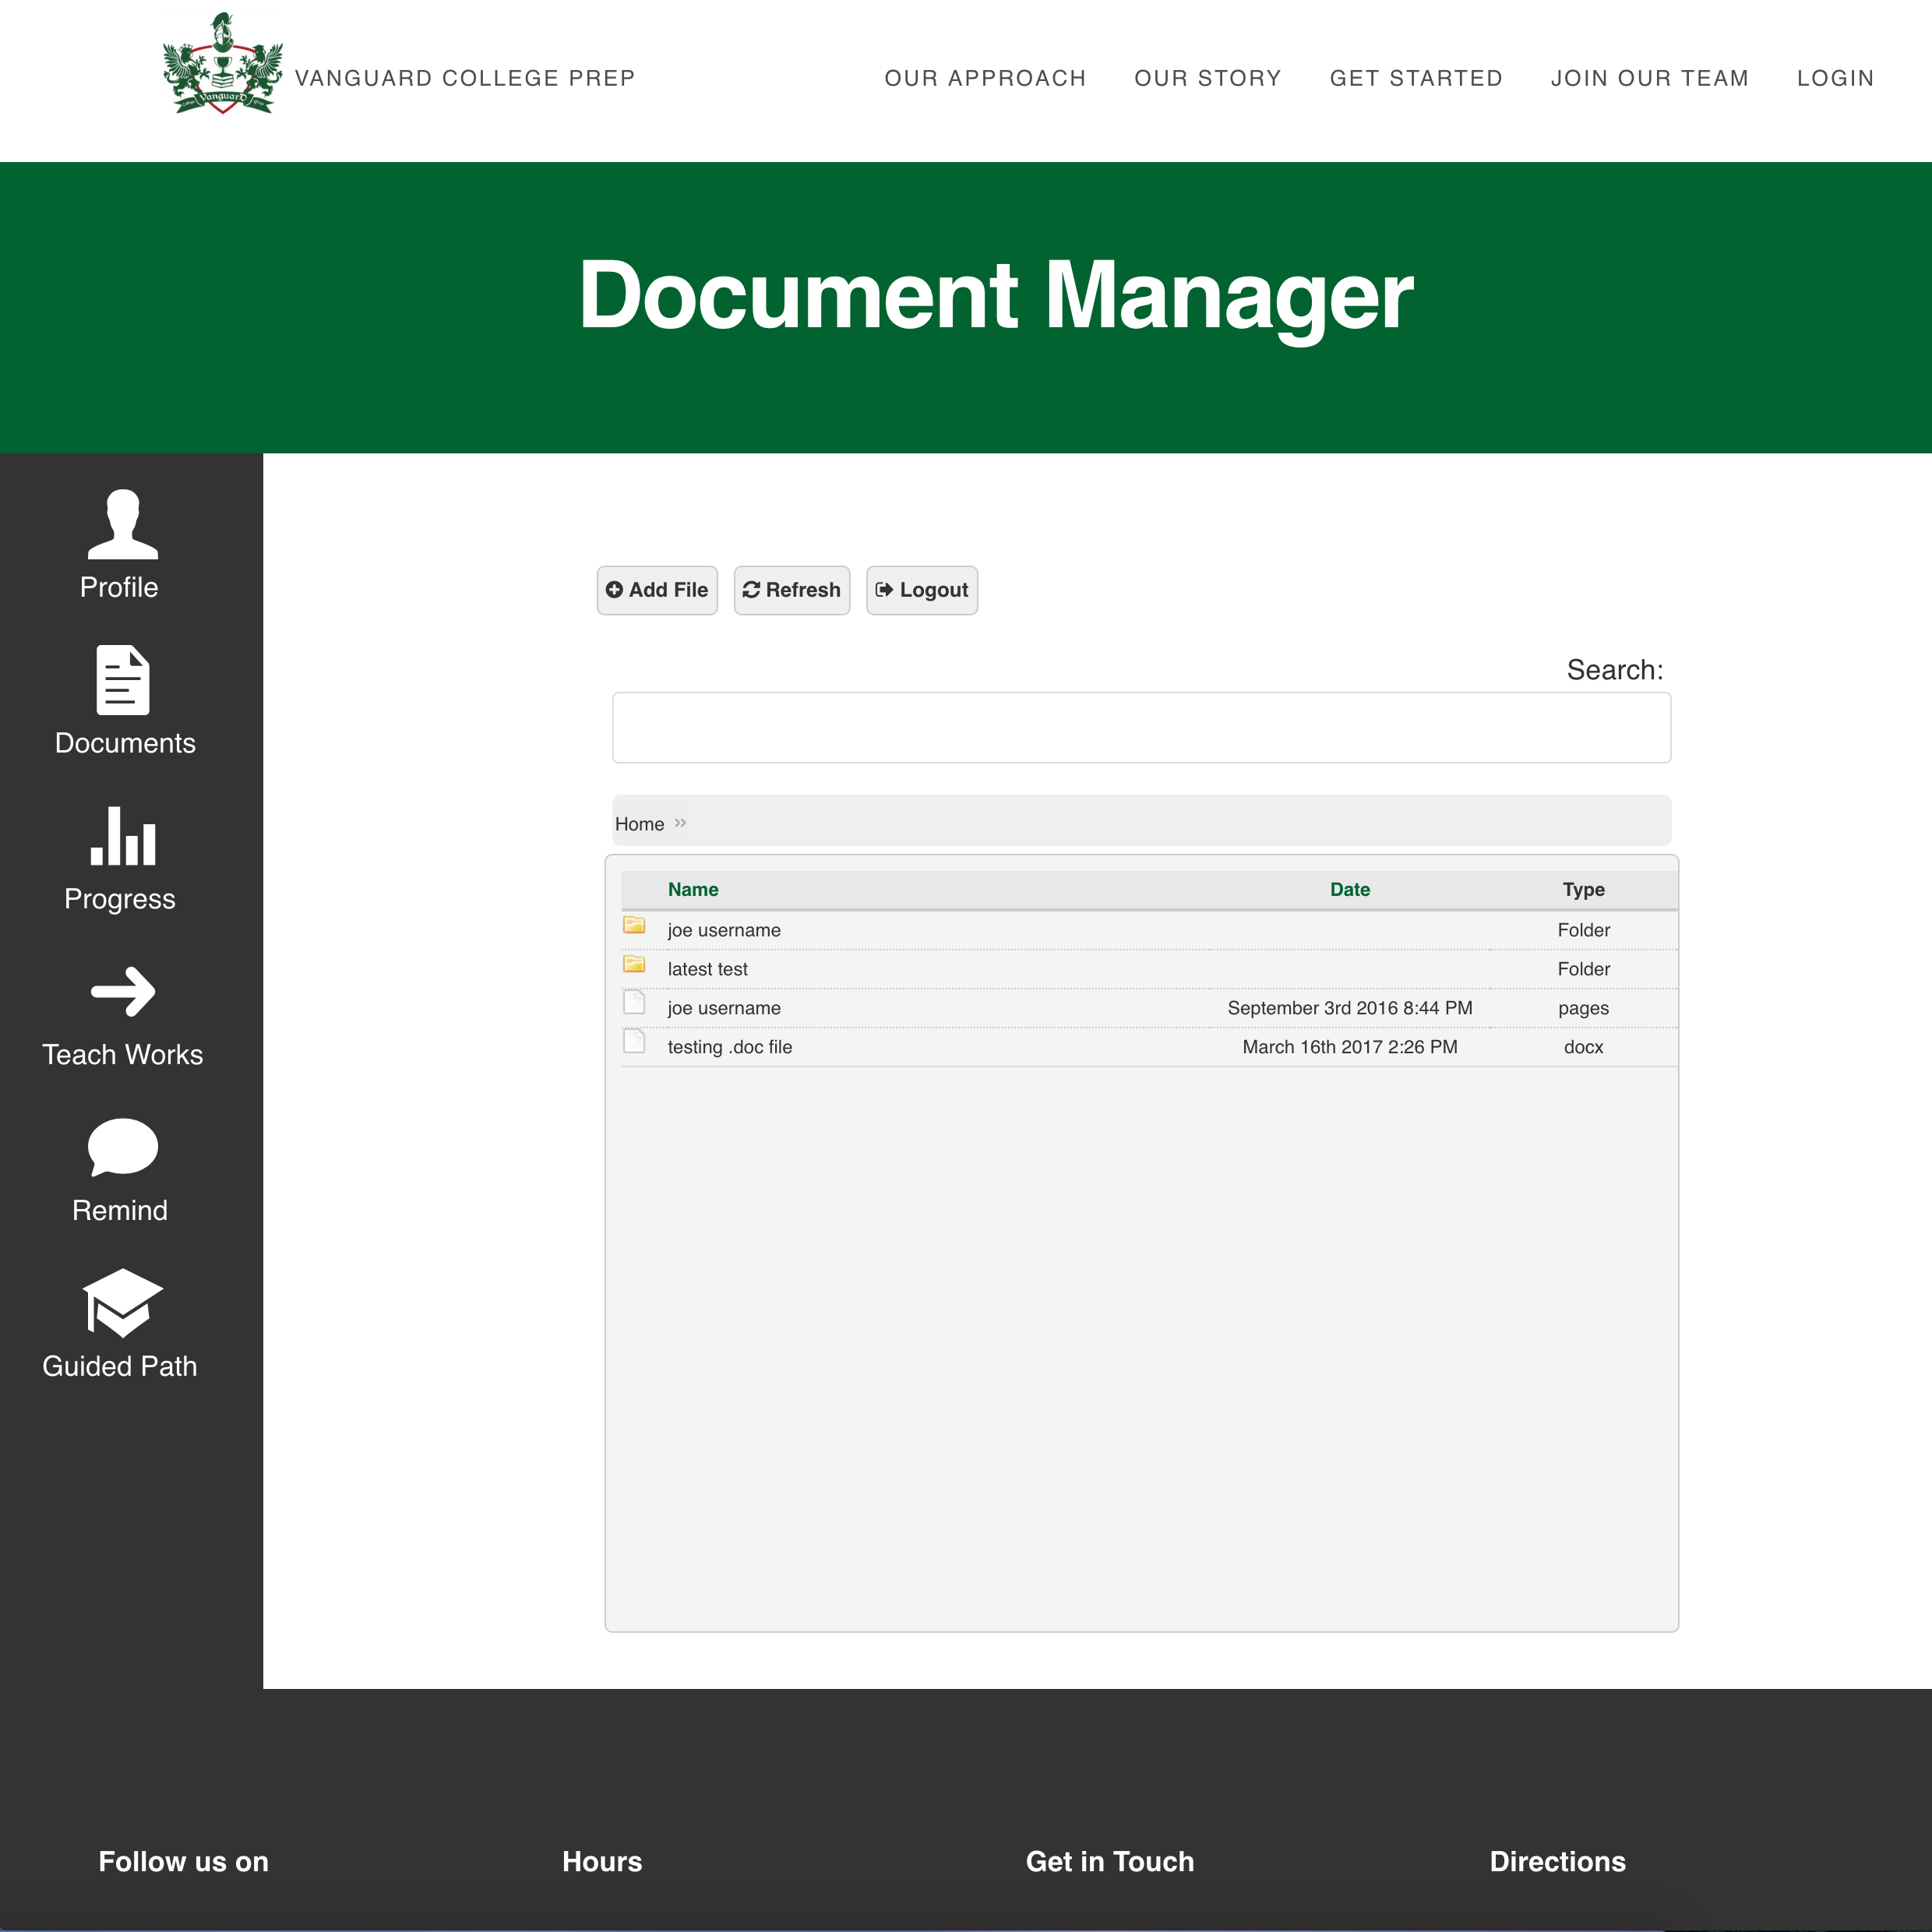 VANGUARD COLLEGE PREP OUR APPROACH OUR STORY GET STARTED JOIN OUR TEAM LOGIN
Vanguard
Document Manager
Profile
Documents
Progress
Teach Works
Remind
Guided Path
Add File Refresh Logout
Search:
Home »
Name Date Type
joe username Folder
latest test Folder
joe username September 3rd 2016 8:44 PM pages
testing .doc file March 16th 2017 2:26 PM docx
Follow us on Hours Get in Touch Directions